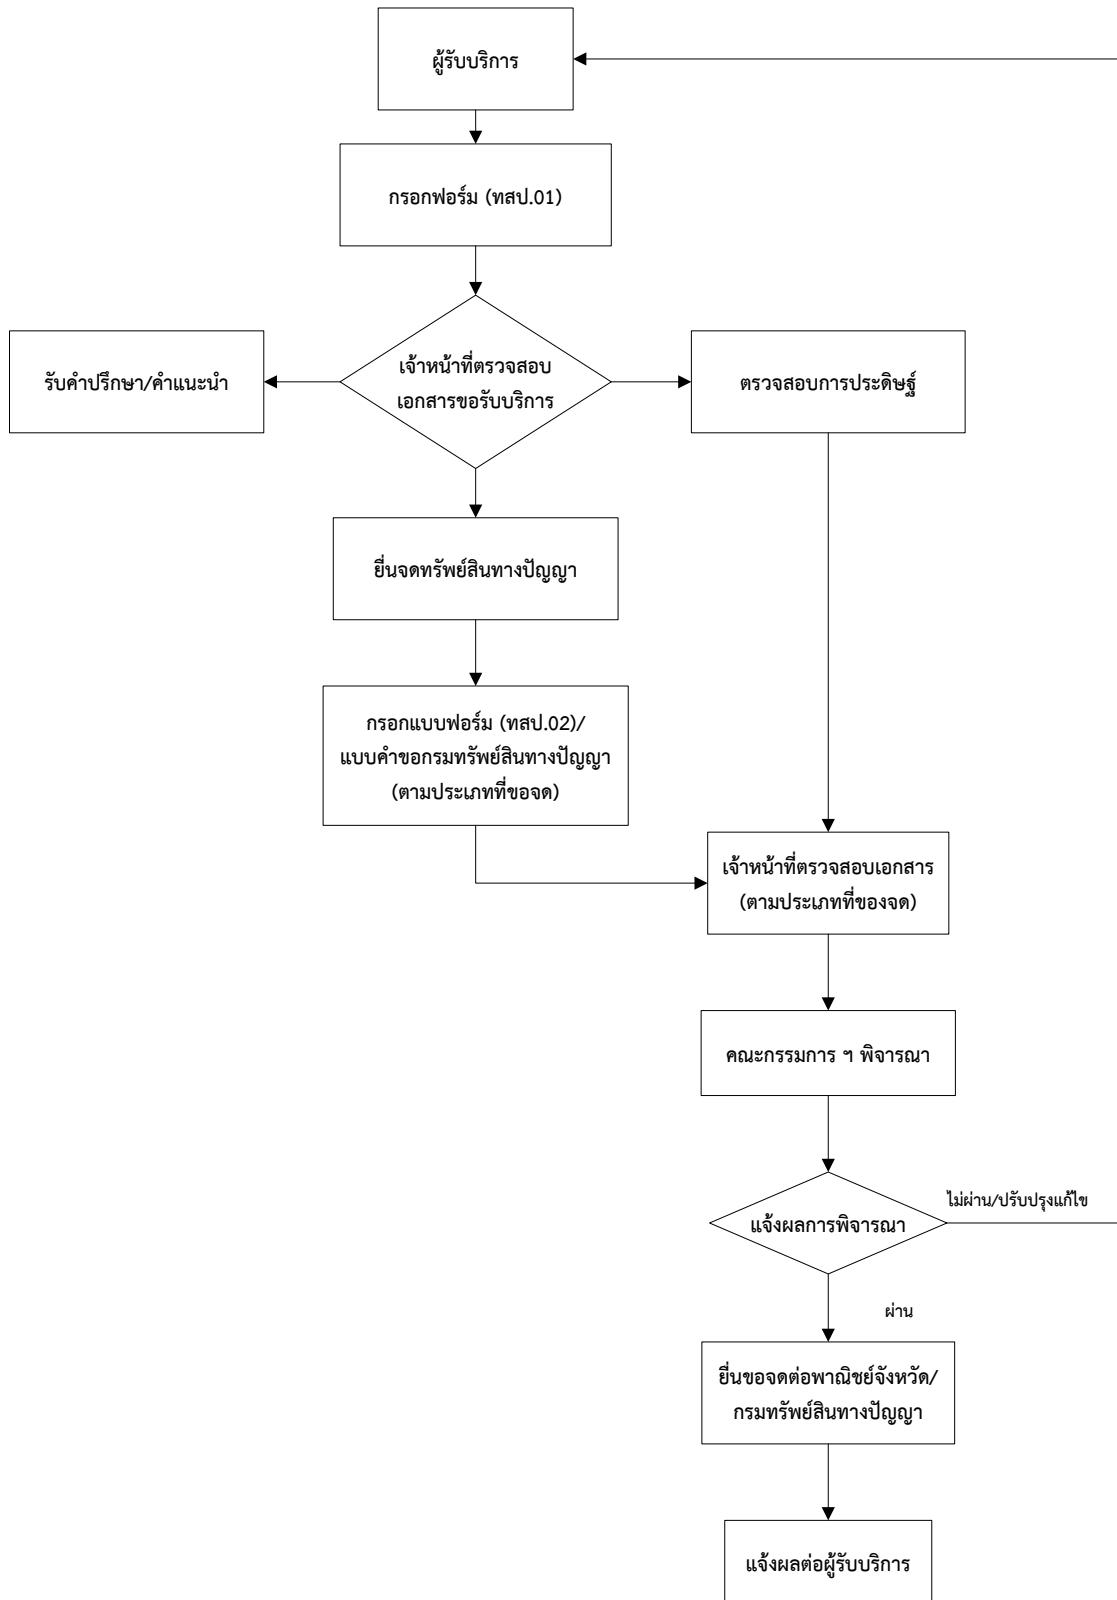 ผู้รับบริการ
กรอกฟอร์ม (ทสป.01)
เจ้าหน้าที่ตรวจสอบ
เอกสารขอรับบริการ
รับคำปรึกษา/คำแนะนำ
ตรวจสอบการประดิษฐ์
ยื่นจดทรัพย์สินทางปัญญา
กรอกแบบฟอร์ม (ทสป.02)/
แบบคำขอกรมทรัพย์สินทางปัญญา
(ตามประเภทที่ขอจด)
เจ้าหน้าที่ตรวจสอบเอกสาร
(ตามประเภทที่ของจด)
คณะกรรมการ ฯ พิจารณา
แจ้งผลการพิจารณา
ไม่ผ่าน/ปรับปรุงแก้ไข
ผ่าน
ยื่นขอจดต่อพาณิชย์จังหวัด/
กรมทรัพย์สินทางปัญญา
แจ้งผลต่อผู้รับบริการ